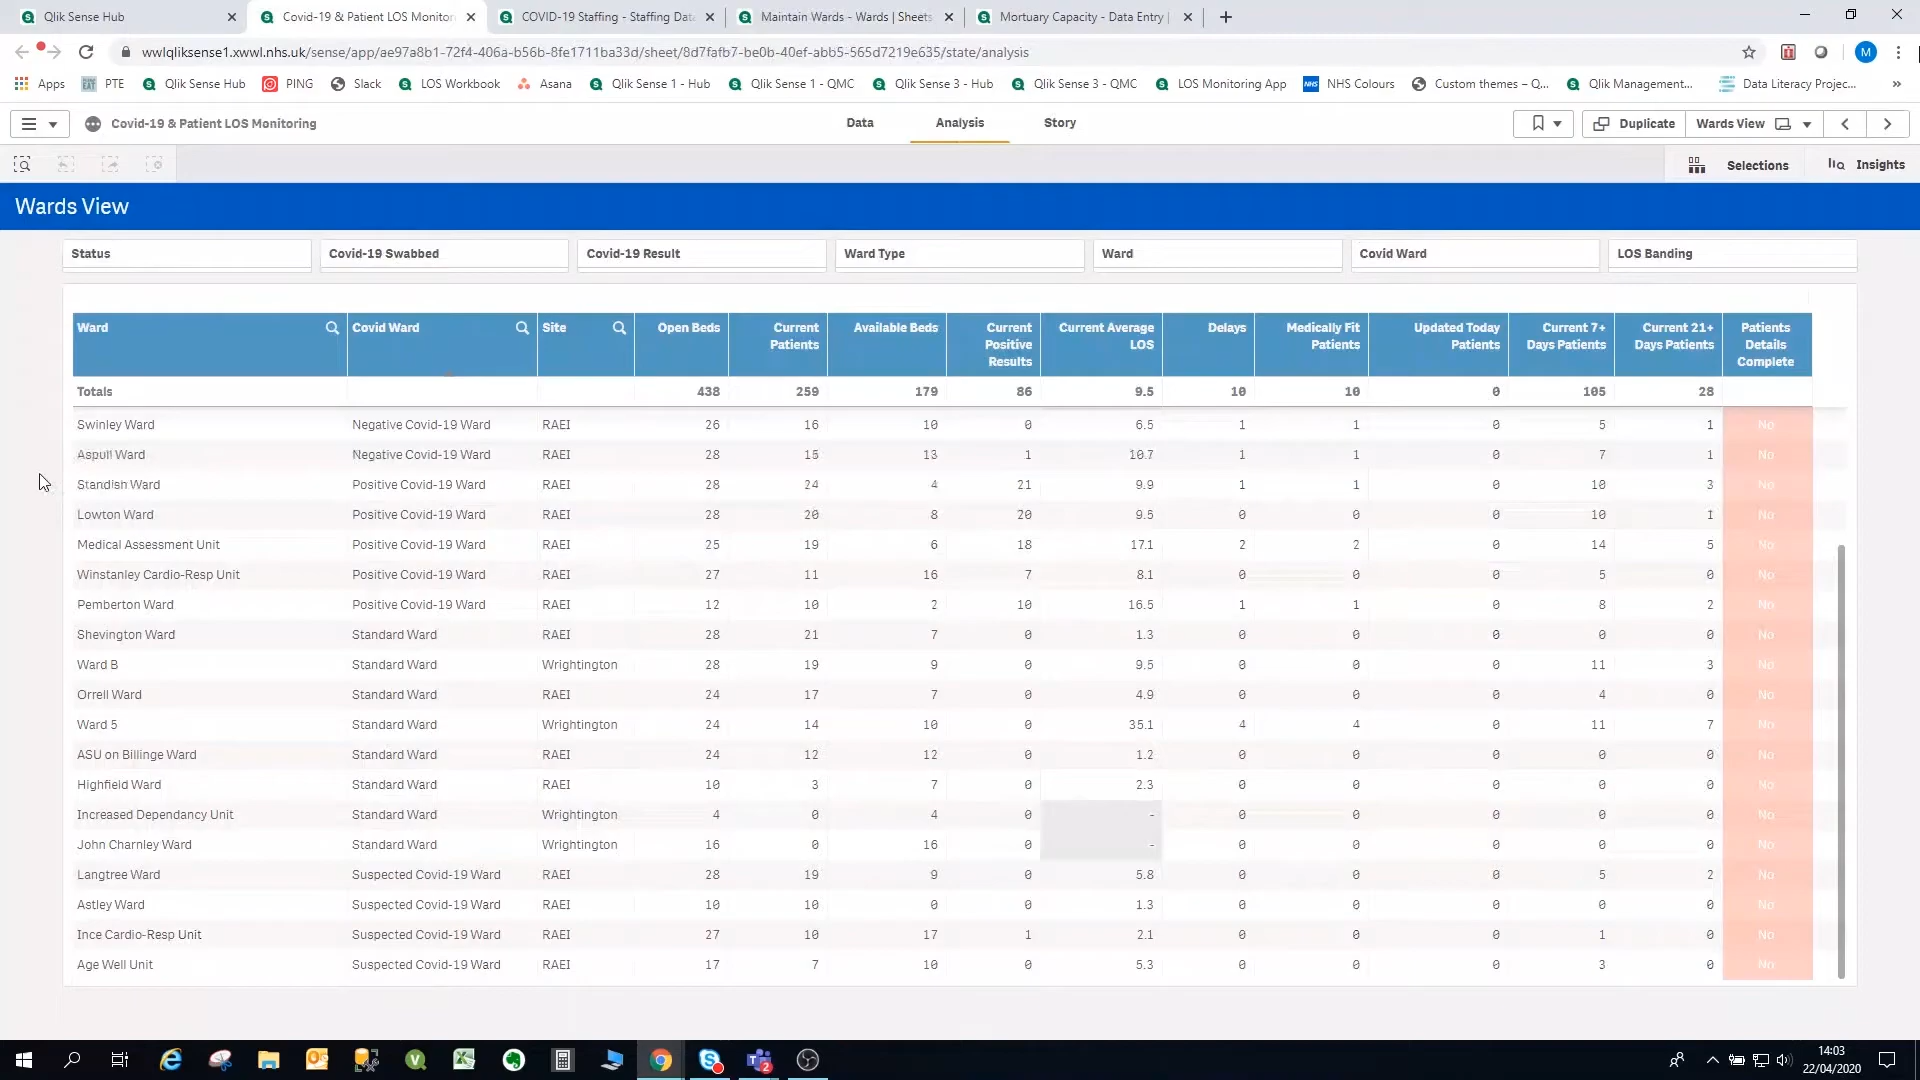 Qlik Sense Hub
Covid-19 & Patient LOS Monitor
COVID-19 Staffing - Staffing Dat
Maintain Wards - Wards | Sheets
Mortuary Capacity - Data Entry |
wwlqliksense1.xwwl.nhs.uk/sense/app/ae97a8b1-72f4-406a-b56b-8fe1711ba33d/sheet/8d7fafb7-be0b-40ef-abb5-565d7219e635/state/analysis
M
Apps PTE Qlik Sense Hub PING Slack LOS Workbook Asana Qlik Sense 1 - Hub Qlik Sense 1 - QMC Qlik Sense 3 - Hub Qlik Sense 3 - QMC LOS Monitoring App NHS NHS Colours Custom themes – Q... Qlik Management... Data Literacy Projec... »
Covid-19 & Patient LOS Monitoring Data Analysis Story Duplicate Wards View
Selections Insights
Wards View
Status Covid-19 Swabbed Covid-19 Result Ward Type Ward Covid Ward LOS Banding
Ward Covid Ward Site Open Beds Current Patients Available Beds Current Positive Results Current Average LOS Delays Medically Fit Patients Updated Today Patients Current 7+ Days Patients Current 21+ Days Patients Patients Details Complete
Totals 438 259 179 86 9.5 10 10 0 105 28
Swinley Ward Negative Covid-19 Ward RAEI 26 16 10 0 6.5 1 1 0 5 1 No
Aspull Ward Negative Covid-19 Ward RAEI 28 15 13 1 10.7 1 1 0 7 1 No
Standish Ward Positive Covid-19 Ward RAEI 28 24 4 21 9.9 1 1 0 10 3 No
Lowton Ward Positive Covid-19 Ward RAEI 28 20 8 20 9.5 0 0 0 10 1 No
Medical Assessment Unit Positive Covid-19 Ward RAEI 25 19 6 18 17.1 2 2 0 14 5 No
Winstanley Cardio-Resp Unit Positive Covid-19 Ward RAEI 27 11 16 7 8.1 0 0 0 5 0 No
Pemberton Ward Positive Covid-19 Ward RAEI 12 10 2 10 16.5 1 1 0 8 2 No
Shevington Ward Standard Ward RAEI 28 21 7 0 1.3 0 0 0 0 0 No
Ward B Standard Ward Wrightington 28 19 9 0 9.5 0 0 0 11 3 No
Orrell Ward Standard Ward RAEI 24 17 7 0 4.9 0 0 0 4 0 No
Ward 5 Standard Ward Wrightington 24 14 10 0 35.1 4 4 0 11 7 No
ASU on Billinge Ward Standard Ward RAEI 24 12 12 0 1.2 0 0 0 0 0 No
Highfield Ward Standard Ward RAEI 10 3 7 0 2.3 0 0 0 0 0 No
Increased Dependancy Unit Standard Ward Wrightington 4 0 4 0 - 0 0 0 0 0 No
John Charnley Ward Standard Ward Wrightington 16 0 16 0 - 0 0 0 0 0 No
Langtree Ward Suspected Covid-19 Ward RAEI 28 19 9 0 5.8 0 0 0 5 2 No
Astley Ward Suspected Covid-19 Ward RAEI 10 10 0 0 1.3 0 0 0 0 0 No
Ince Cardio-Resp Unit Suspected Covid-19 Ward RAEI 27 10 17 1 2.1 0 0 0 1 0 No
Age Well Unit Suspected Covid-19 Ward RAEI 17 7 10 0 5.3 0 0 0 3 0 No
14:03
22/04/2020